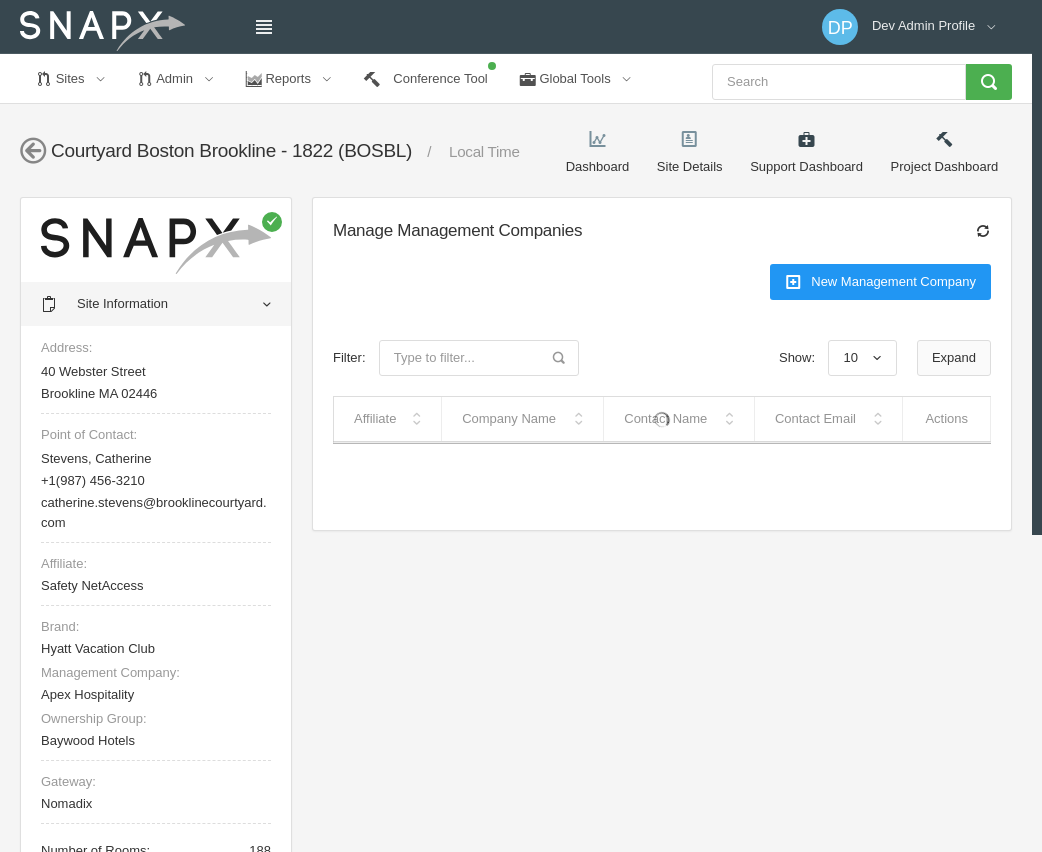 SNAPX
DP Dev Admin Profile
Sites Admin Reports Conference Tool Global Tools Search
Courtyard Boston Brookline - 1822 (BOSBL) / Local Time
Dashboard Site Details Support Dashboard Project Dashboard
SNAPX
Site Information
Address:
40 Webster Street
Brookline MA 02446
Point of Contact:
Stevens, Catherine
+1(987) 456-3210
catherine.stevens@brooklinecourtyard.
com
Affiliate:
Safety NetAccess
Brand:
Hyatt Vacation Club
Management Company:
Apex Hospitality
Ownership Group:
Baywood Hotels
Gateway:
Nomadix
Number of Rooms: 188
Manage Management Companies
New Management Company
Filter: Type to filter... Show: 10 Expand
Affiliate Company Name Contact Name Contact Email Actions